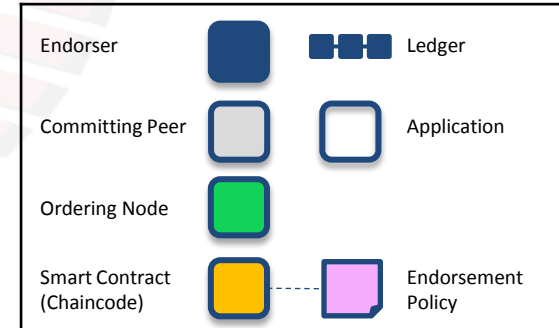 Endorser
Ledger
Committing Peer
Application
Ordering Node
Smart Contract
(Chaincode)
Endorsement
Policy